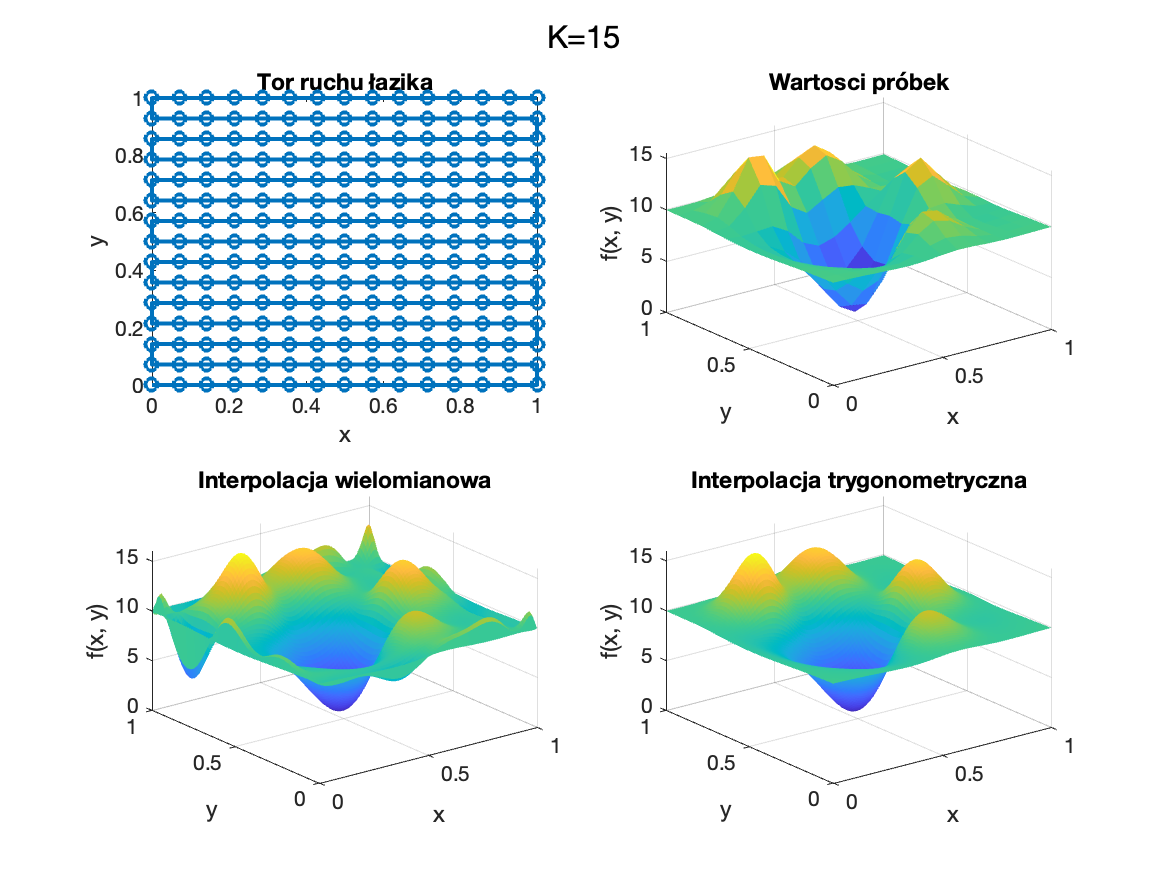 K=15
Tor ruchu łazika
1
0.8
0.6
0.4
0.2
0
y
0 0.2 0.4 0.6 0.8 1
x
Wartosci próbek
15
10
5
0
f(x, y)
1
0.5
0
y
0
0.5
1
x
Interpolacja wielomianowa
15
10
5
0
f(x, y)
1
0.5
0
y
0
0.5
1
x
Interpolacja trygonometryczna
15
10
5
0
f(x, y)
1
0.5
0
y
0
0.5
1
x